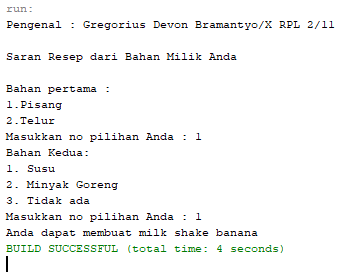 run:
Pengenal : Gregorius Devon Bramantyo/X RPL 2/11
Saran Resep dari Bahan Milik Anda
Bahan pertama :
1.Pisang
2.Telur
Masukkan no pilihan Anda : 1
Bahan Kedua:
1. Susu
2. Minyak Goreng
3. Tidak ada
Masukkan no pilihan Anda : 1
Anda dapat membuat milk shake banana
BUILD SUCCESSFUL (total time: 4 seconds)